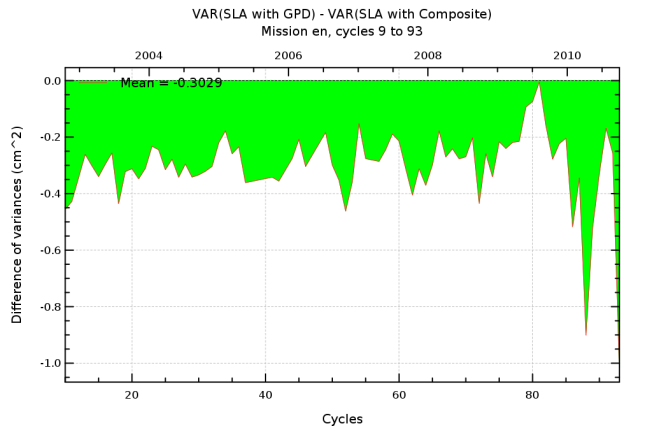 VAR(SLA with GPD) - VAR(SLA with Composite)
Mission en, cycles 9 to 93
2004 2006 2008 2010
Mean = -0.3029
0.0
-0.2
-0.4
-0.6
-0.8
-1.0
Difference of variances (cm^2)
20 40 60 80
Cycles